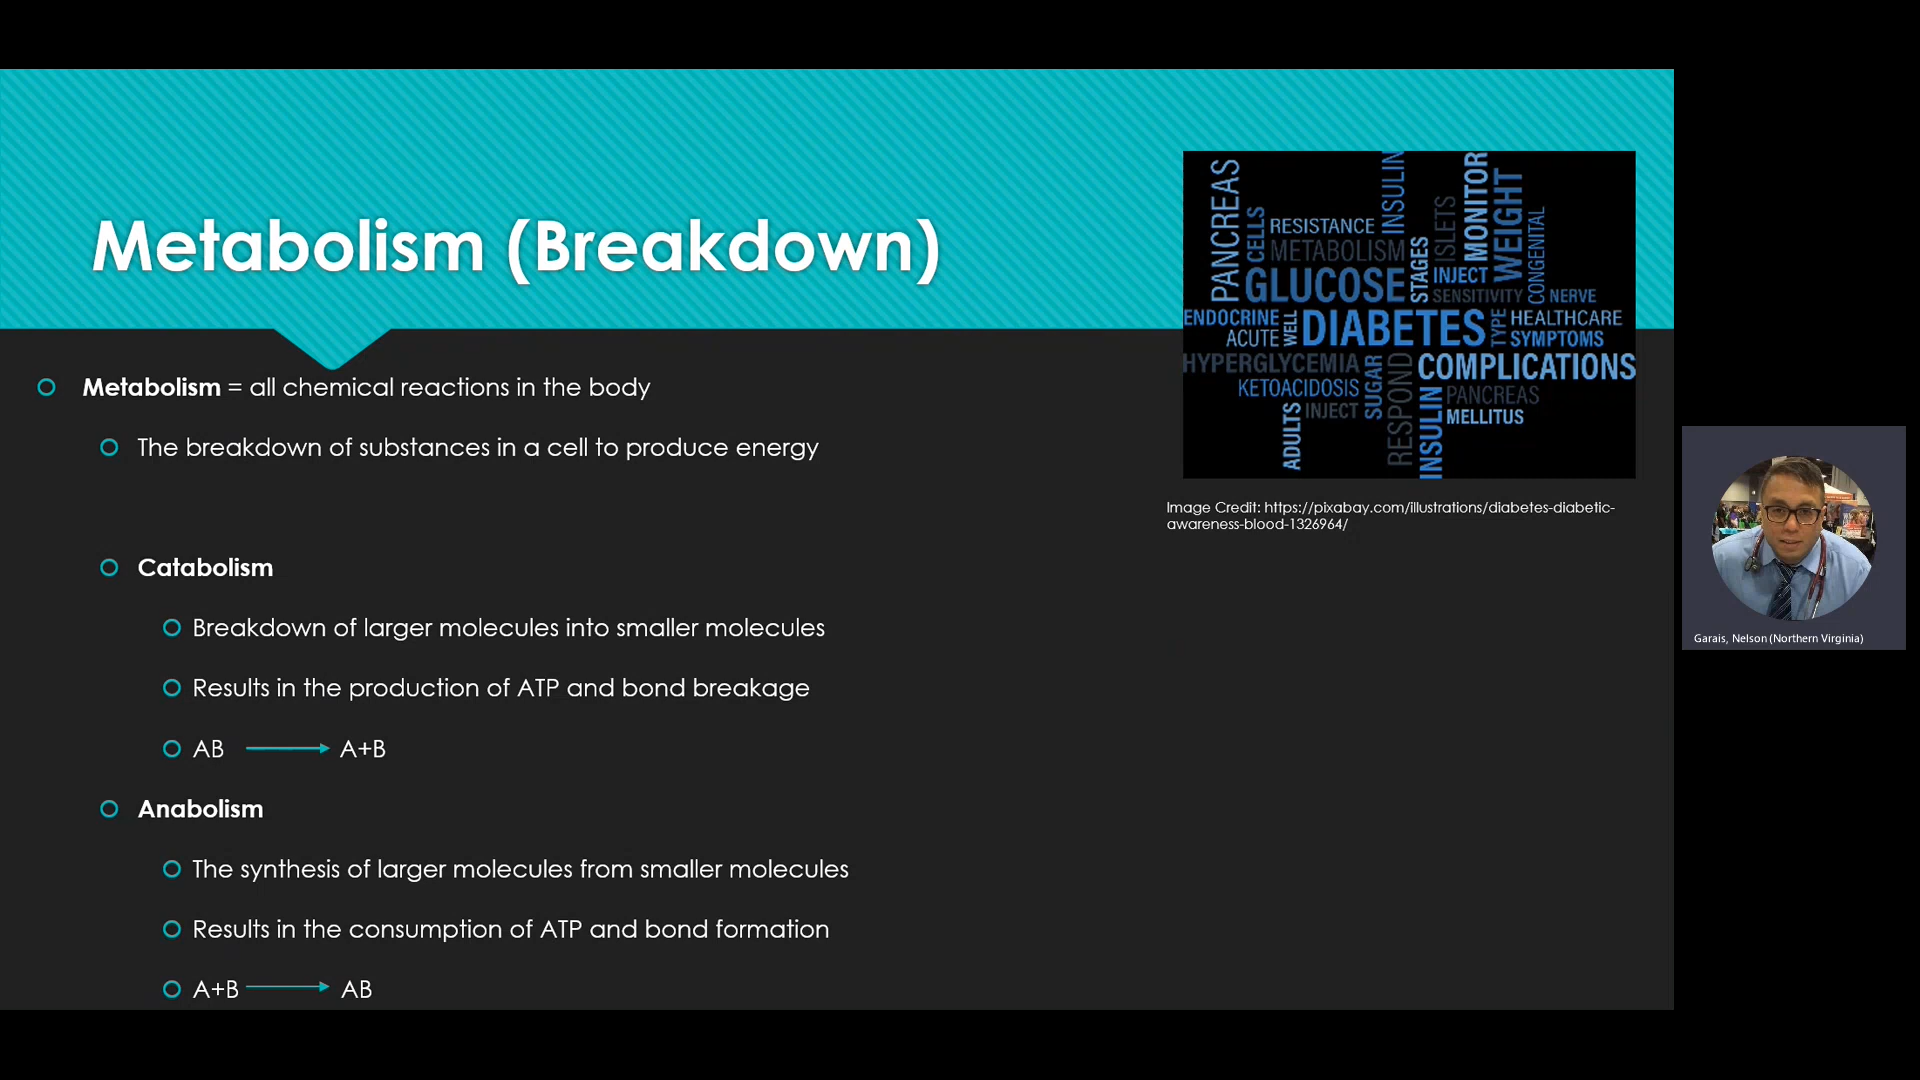 Metabolism (Breakdown)
Metabolism = all chemical reactions in the body
The breakdown of substances in a cell to produce energy
Catabolism
Breakdown of larger molecules into smaller molecules
Results in the production of ATP and bond breakage
AB → A+B
Anabolism
The synthesis of larger molecules from smaller molecules
Results in the consumption of ATP and bond formation
A+B → AB
PANCREAS
CELLS
RESISTANCE
INSULIN
METABOLISM
GLUCOSE
STAGES
ISLETS
MONITOR
WEIGHT
CONGENITAL
INJECT
SENSITIVITY
NERVE
ENDOCRINE
ACUTE
WELL
DIABETES
TYPE
HEALTHCARE
SYMPTOMS
HYPERGLYCEMIA
SUGAR
RESPOND
COMPLICATIONS
KETOACIDOSIS
INSULIN
PANCREAS
ADULTS
INJECT
MELLITUS
Image Credit: https://pixabay.com/illustrations/diabetes-diabetic-
awareness-blood-1326964/
Garais, Nelson (Northern Virginia)